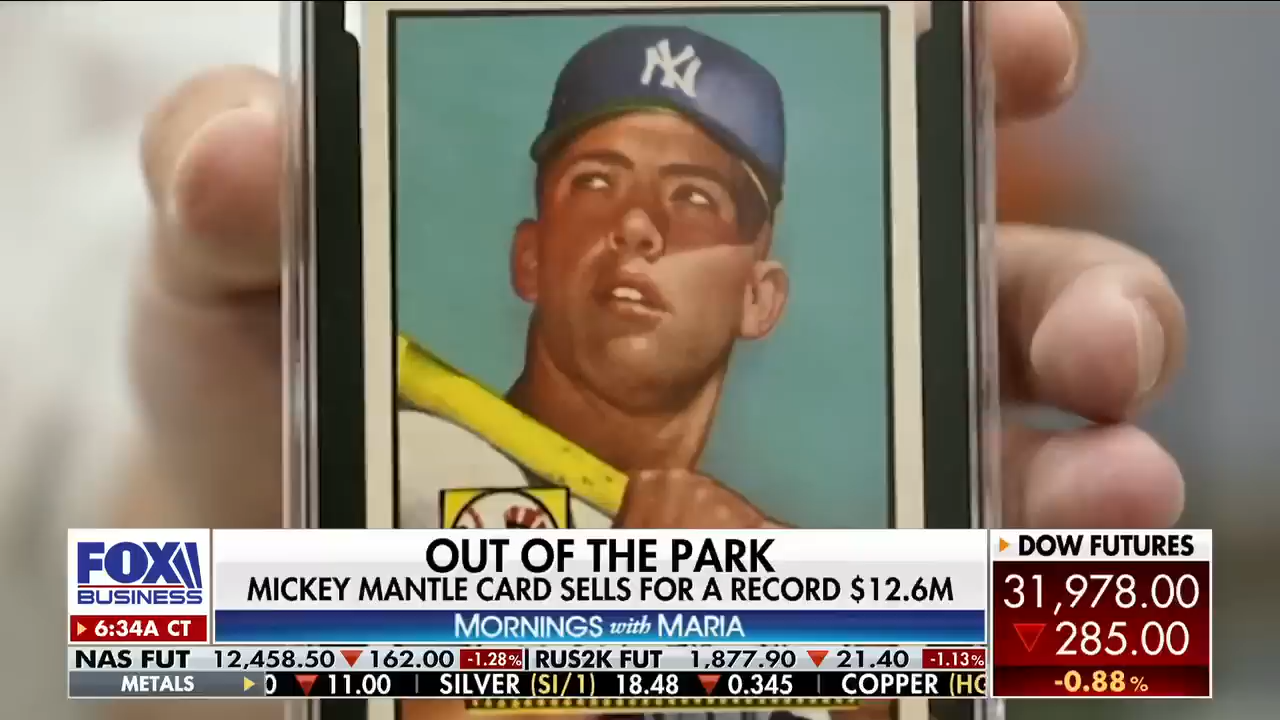 NY
OUT OF THE PARK
MICKEY MANTLE CARD SELLS FOR A RECORD $12.6M
MORNINGS with MARIA
FOX
BUSINESS
6:34A CT
DOW FUTURES
31,978.00
285.00
-0.88%
NAS FUT 12,458.50 162.00 -1.28% RUS2K FUT 1,877.90 21.40 -1.13%
METALS 0 11.00 SILVER (SI/1) 18.48 0.345 COPPER (HG